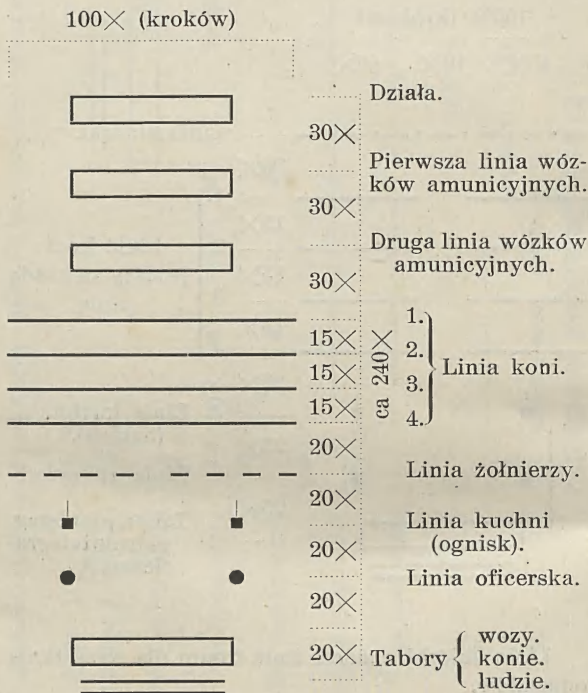 100× (kroków)
Działa.
30×
Pierwsza linia wóz-
ków amunicyjnych.
30×
Druga linia wózków
amunicyjnych.
30×
1.
15×
2.
15×
ca 240×
Linia koni.
3.
15×
4.
20×
Linia żołnierzy.
20×
Linia kuchni
(ognisk).
20×
Linia oficerska.
20×
wozy.
20× Tabory konie.
ludzie.